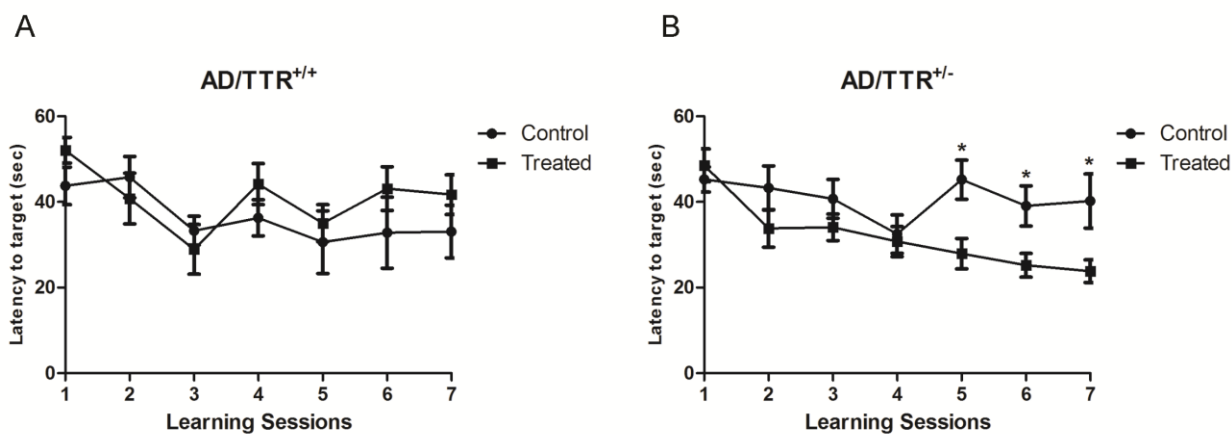 A
AD/TTR+/+
Latency to target (sec)
60
40
20
0
1 2 3 4 5 6 7
Learning Sessions
Control
Treated
B
AD/TTR+/-
Latency to target (sec)
60
40
20
0
* * *
1 2 3 4 5 6 7
Learning Sessions
Control
Treated